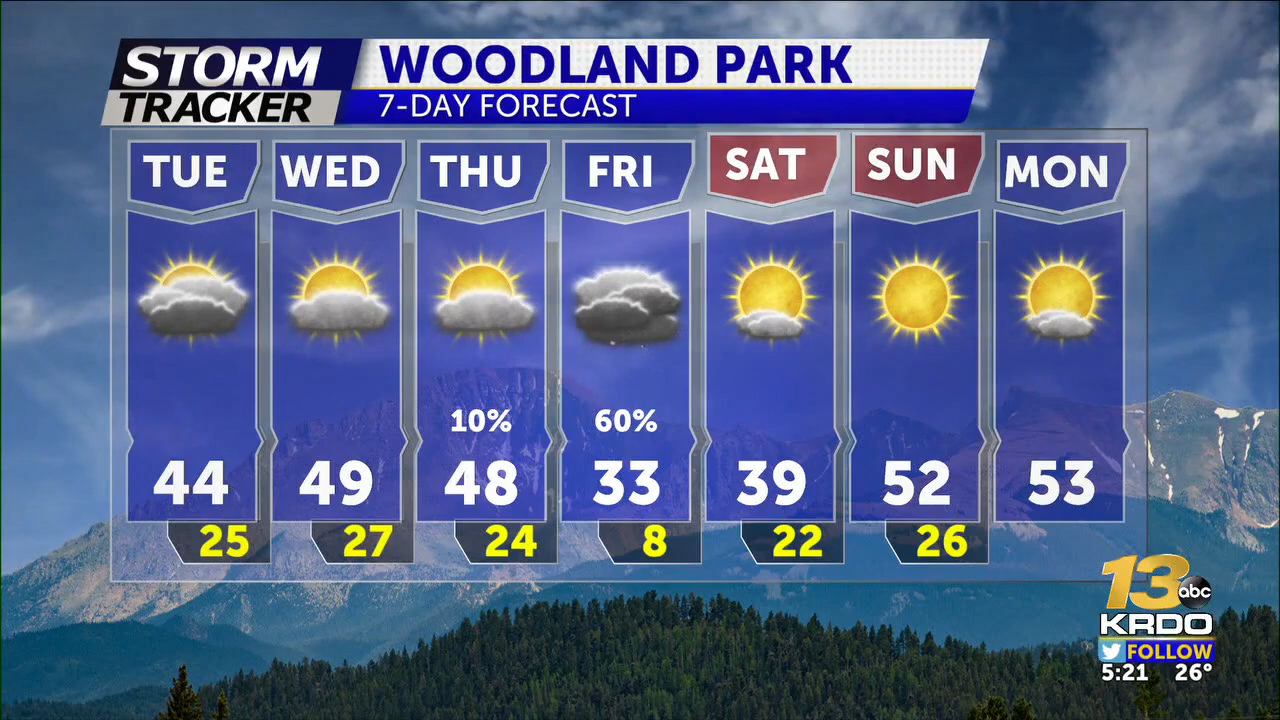 STORM
TRACKER
WOODLAND PARK
7-DAY FORECAST
TUE WED THU FRI SAT SUN MON
10% 60%
44 49 48 33 39 52 53
25 27 24 8 22 26
13 abc
KRDO
FOLLOW
5:21 26°